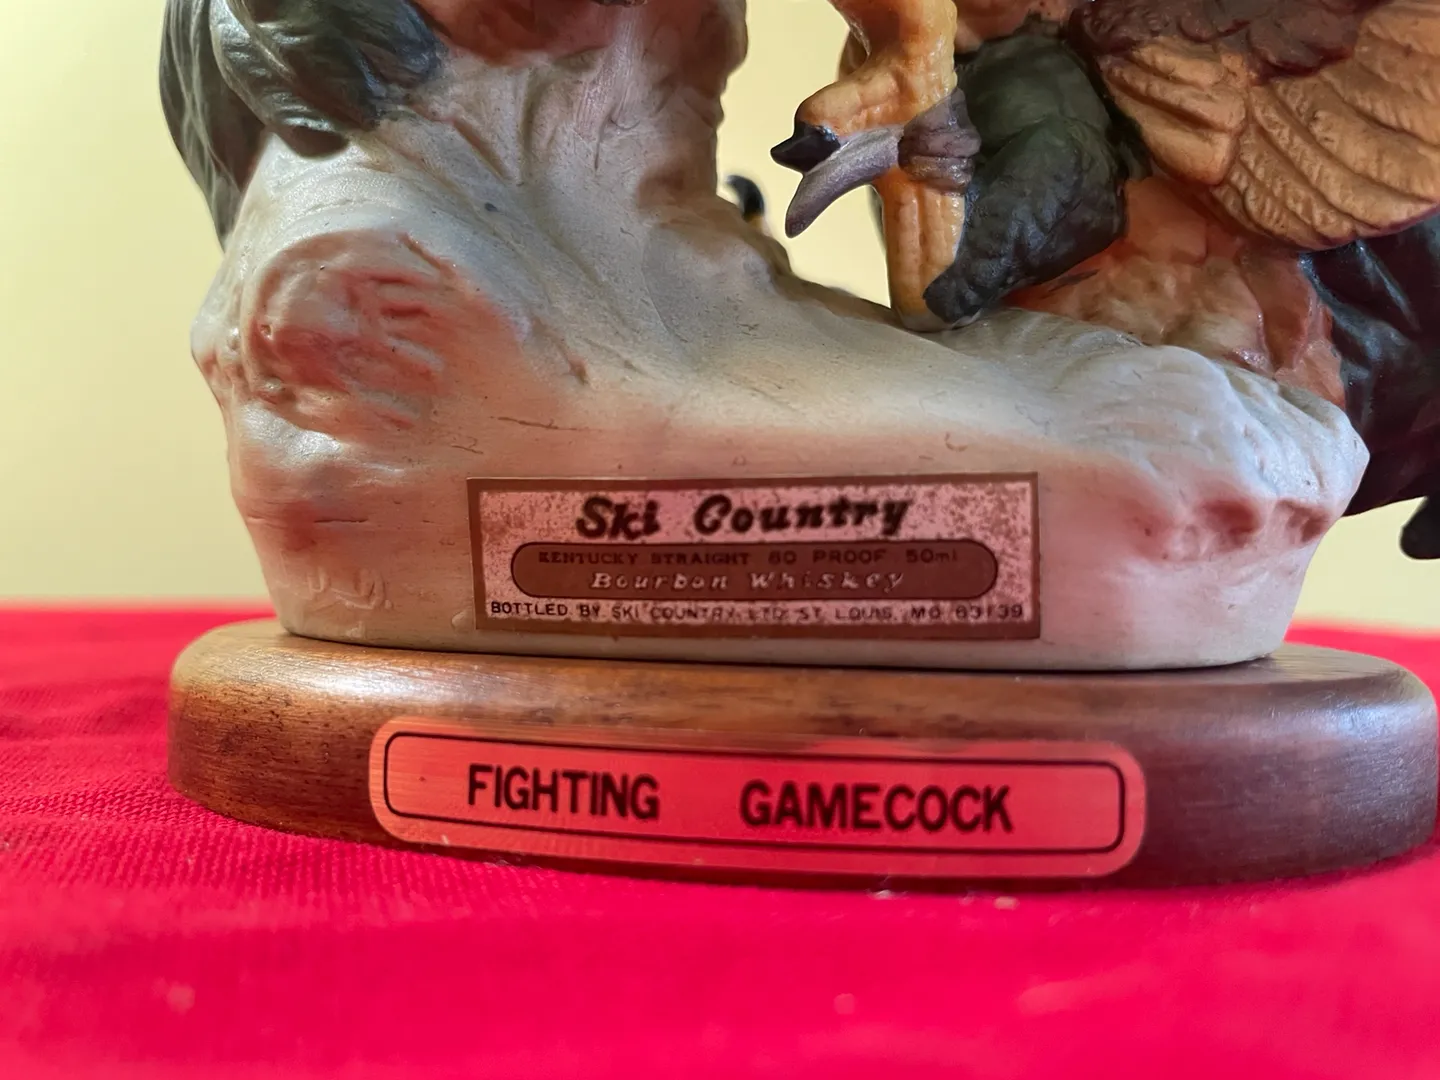 Ski Country
KENTUCKY STRAIGHT 80 PROOF 50ml
Bourbon Whiskey
BOTTLED BY SKI COUNTRY, LTD. ST. LOUIS, MO. 63139
FIGHTING GAMECOCK